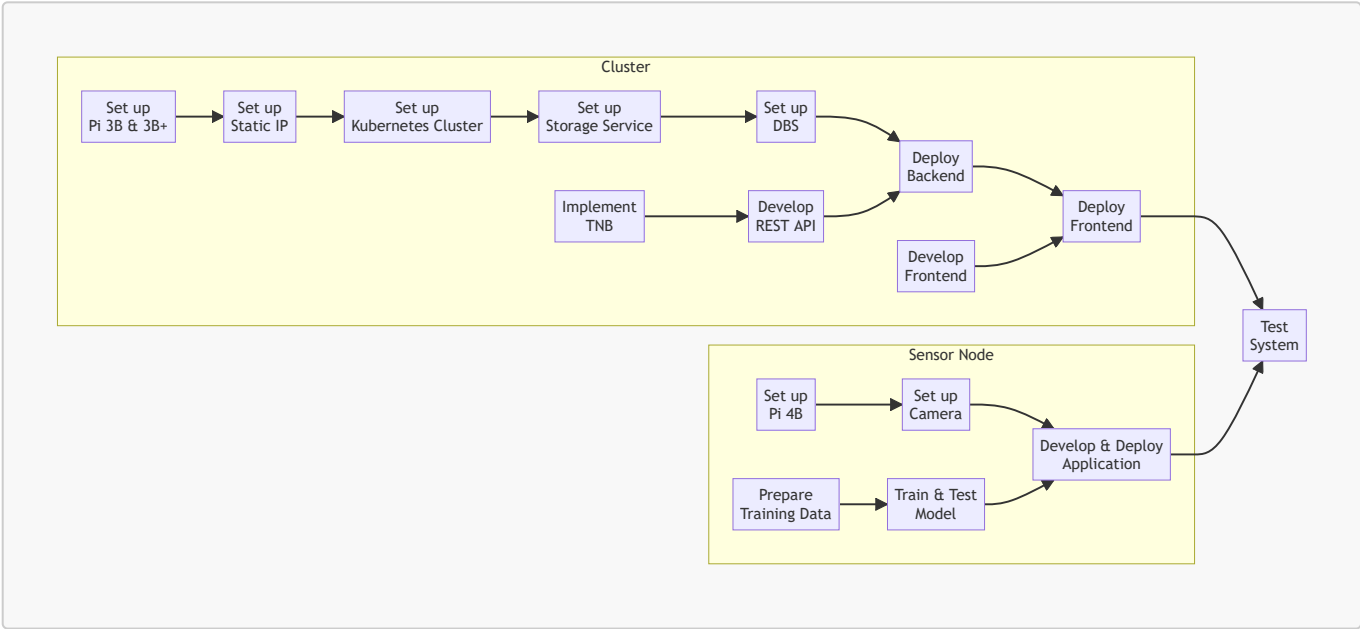 Cluster
Set up
Pi 3B & 3B+
Set up
Static IP
Set up
Kubernetes Cluster
Set up
Storage Service
Set up
DBS
Deploy
Backend
Implement
TNB
Develop
REST API
Deploy
Frontend
Develop
Frontend
Test
System
Sensor Node
Set up
Pi 4B
Set up
Camera
Develop & Deploy
Application
Prepare
Training Data
Train & Test
Model